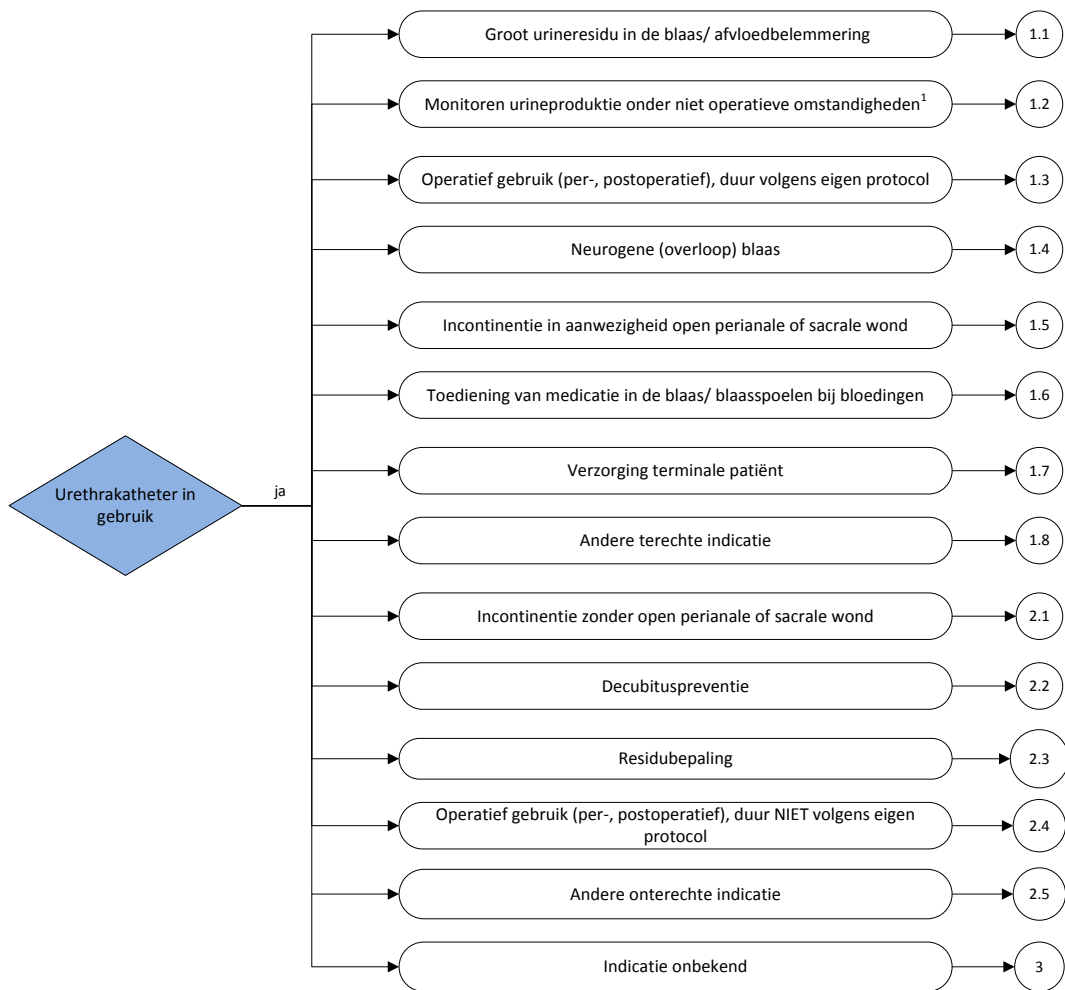 Groot urineresidu in de blaas/ afvloedbelemmering
1.1
Monitoren urineproduktie onder niet operatieve omstandigheden¹
1.2
Operatief gebruik (per-, postoperatief), duur volgens eigen protocol
1.3
Neurogene (overloop) blaas
1.4
Incontinentie in aanwezigheid open perianale of sacrale wond
1.5
Toediening van medicatie in de blaas/ blaasspoelen bij bloedingen
1.6
Verzorging terminale patiënt
1.7
Urethrakatheter in
gebruik
ja
Andere terechte indicatie
1.8
Incontinentie zonder open perianale of sacrale wond
2.1
Decubituspreventie
2.2
Residubepaling
2.3
Operatief gebruik (per-, postoperatief), duur NIET volgens eigen
protocol
2.4
Andere onterechte indicatie
2.5
Indicatie onbekend
3